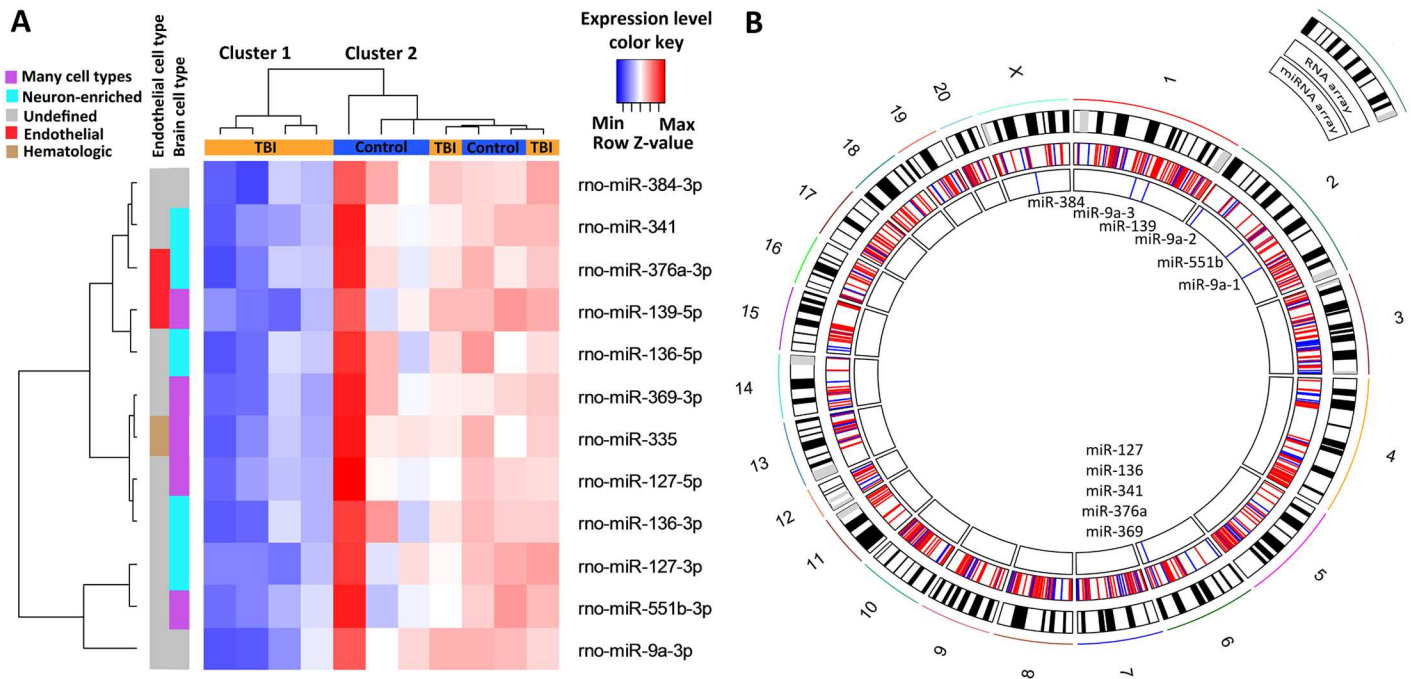 A
Endothelial cell type
Brain cell type
Many cell types
Neuron-enriched
Undefined
Endothelial
Hematologic
Cluster 1
Cluster 2
TBI
Control
TBI
Control
TBI
Expression level
color key
Min
Max
Row Z-value
rno-miR-384-3p
rno-miR-341
rno-miR-376a-3p
rno-miR-139-5p
rno-miR-136-5p
rno-miR-369-3p
rno-miR-335
rno-miR-127-5p
rno-miR-136-3p
rno-miR-127-3p
rno-miR-551b-3p
rno-miR-9a-3p
B
RNA array
miRNA array
1
2
3
4
5
6
7
8
9
10
11
12
13
14
15
16
17
18
19
20
X
miR-384
miR-9a-3
miR-139
miR-9a-2
miR-551b
miR-9a-1
miR-127
miR-136
miR-341
miR-376a
miR-369